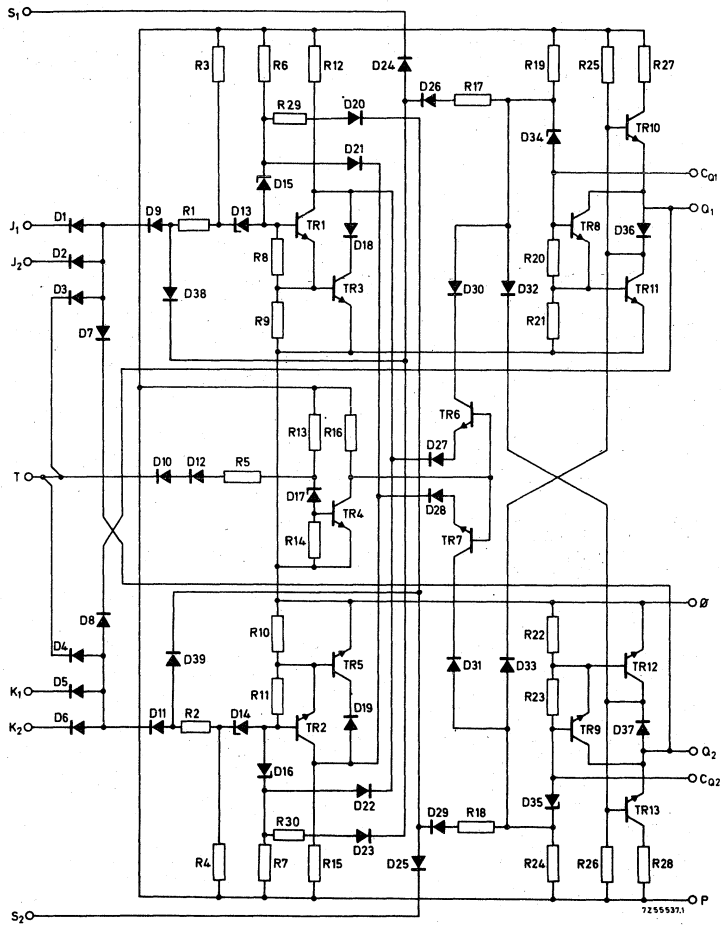 S1
R3
R6
R12
D24
R19
R25
R27
D26
R17
R29
D20
D34
TR10
D21
CQ1
D15
Q1
J1
D1
D9
R1
D13
TR1
TR8
D36
D18
J2
D2
R8
R20
D3
D38
TR3
D30
D32
TR11
D7
R9
R21
TR6
R13
R16
D27
T
D10
D12
R5
D17
TR4
D28
R14
TR7
D8
Ø
R10
R22
D4
D39
TR5
D31
D33
TR12
K1
D5
R11
R23
D19
TR9
D37
K2
D6
D11
R2
D14
TR2
Q2
D16
CQ2
D22
D35
TR13
D29
R18
R30
D23
R4
R7
R15
D25
R24
R26
R28
P
7Z55537.1
S2